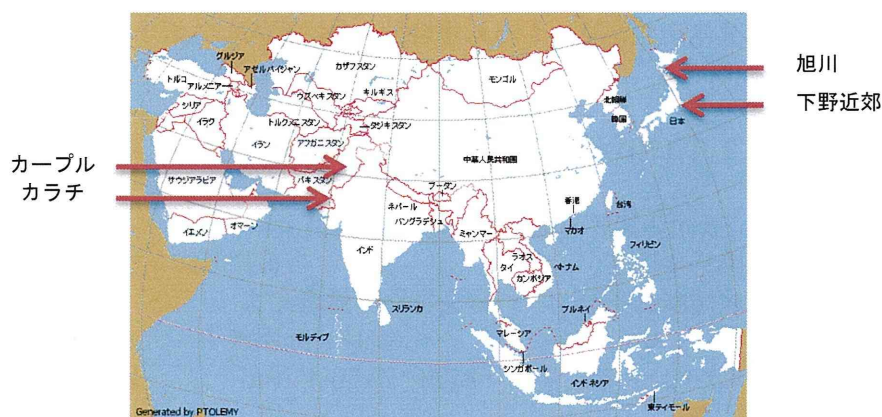 旭川
下野近郊
カープル
カラチ
グルジア
アゼルバイジャン
トルコ
アルメニア
シリア
イラク
カザフスタン
ウズベキスタン
キルギス
トルクメニスタン
タジキスタン
イラン
アフガニスタン
パキスタン
サウジアラビア
イエメン
オマーン
モンゴル
北朝鮮
韓国
日本
中華人民共和国
ブータン
ネパール
バングラデシュ
ミャンマー
インド
香港
台湾
マカオ
ラオス
タイ
ベトナム
カンボジア
フィリピン
スリランカ
モルディブ
ブルネイ
マレーシア
シンガポール
インドネシア
東ティモール
Generated by PTOLEMY